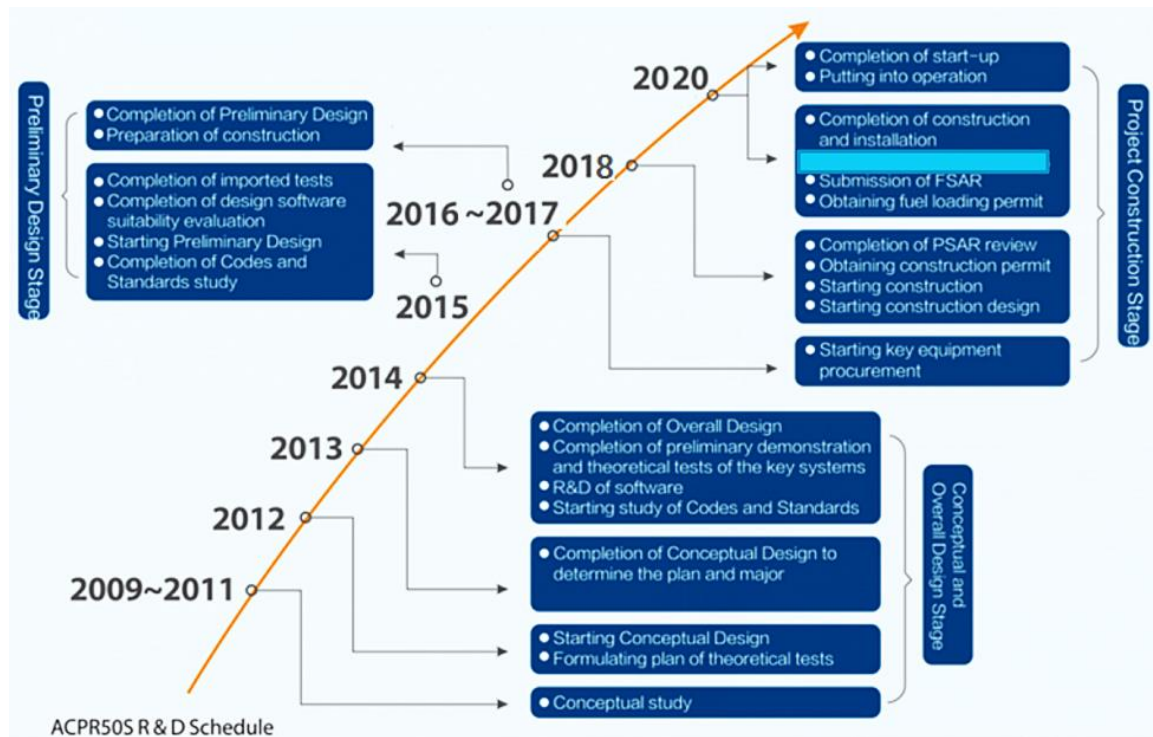 2020
● Completion of start-up
● Putting into operation
● Completion of construction
and installation
● Submission of FSAR
● Obtaining fuel loading permit
2018
● Completion of PSAR review
● Obtaining construction permit
● Starting construction
● Starting construction design
● Starting key equipment
procurement
Project Construction Stage
Preliminary Design Stage
● Completion of Preliminary Design
● Preparation of construction
● Completion of imported tests
● Completion of design software
suitability evaluation
● Starting Preliminary Design
● Completion of Codes and
Standards study
2016~2017
2015
2014
● Completion of Overall Design
● Completion of preliminary demonstration
and theoretical tests of the key systems
● R&D of software
● Starting study of Codes and Standards
2013
● Completion of Conceptual Design to
determine the plan and major
2012
● Starting Conceptual Design
● Formulating plan of theoretical tests
2009~2011
● Conceptual study
Conceptual and
Overall Design Stage
ACPR50S R & D Schedule